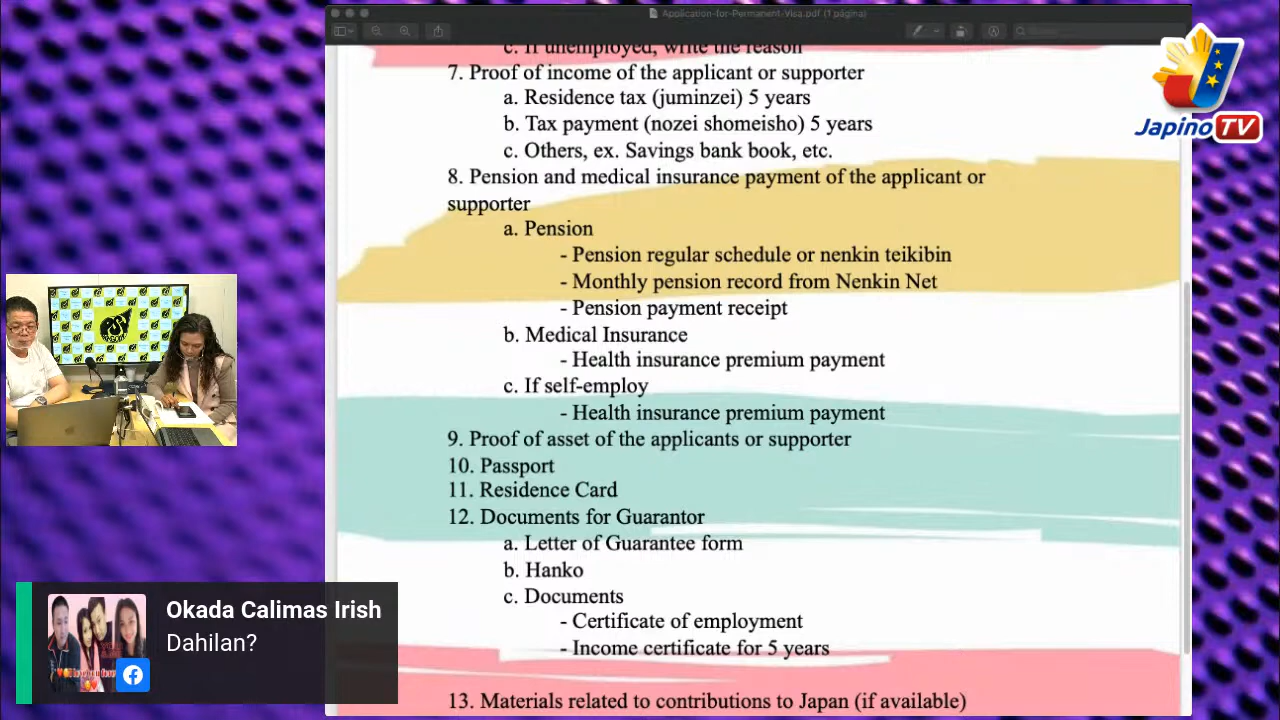 Application-for-Permanent-Visa.pdf (1 página)
c. If unemployed, write the reason
7. Proof of income of the applicant or supporter
a. Residence tax (juminzei) 5 years
b. Tax payment (nozei shomeisho) 5 years
c. Others, ex. Savings bank book, etc.
8. Pension and medical insurance payment of the applicant or
supporter
a. Pension
- Pension regular schedule or nenkin teikibin
- Monthly pension record from Nenkin Net
- Pension payment receipt
b. Medical Insurance
- Health insurance premium payment
c. If self-employ
- Health insurance premium payment
9. Proof of asset of the applicants or supporter
10. Passport
11. Residence Card
12. Documents for Guarantor
a. Letter of Guarantee form
b. Hanko
c. Documents
- Certificate of employment
- Income certificate for 5 years
13. Materials related to contributions to Japan (if available)
Japino TV
Okada Calimas Irish
Dahilan?